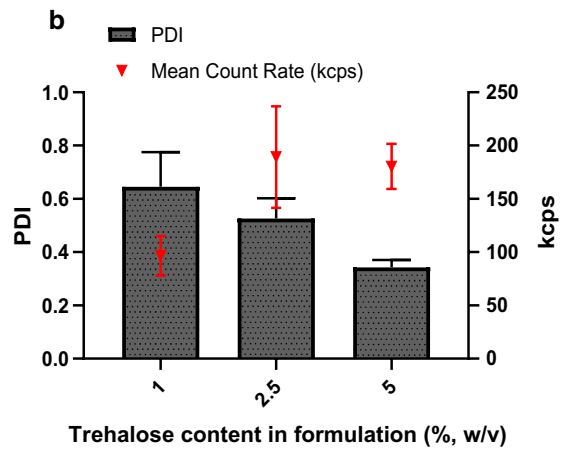 b
PDI
Mean Count Rate (kcps)
1.0
0.8
0.6
0.4
0.2
0.0
PDI
250
200
150
100
50
0
kcps
1
2.5
5
Trehalose content in formulation (%, w/v)